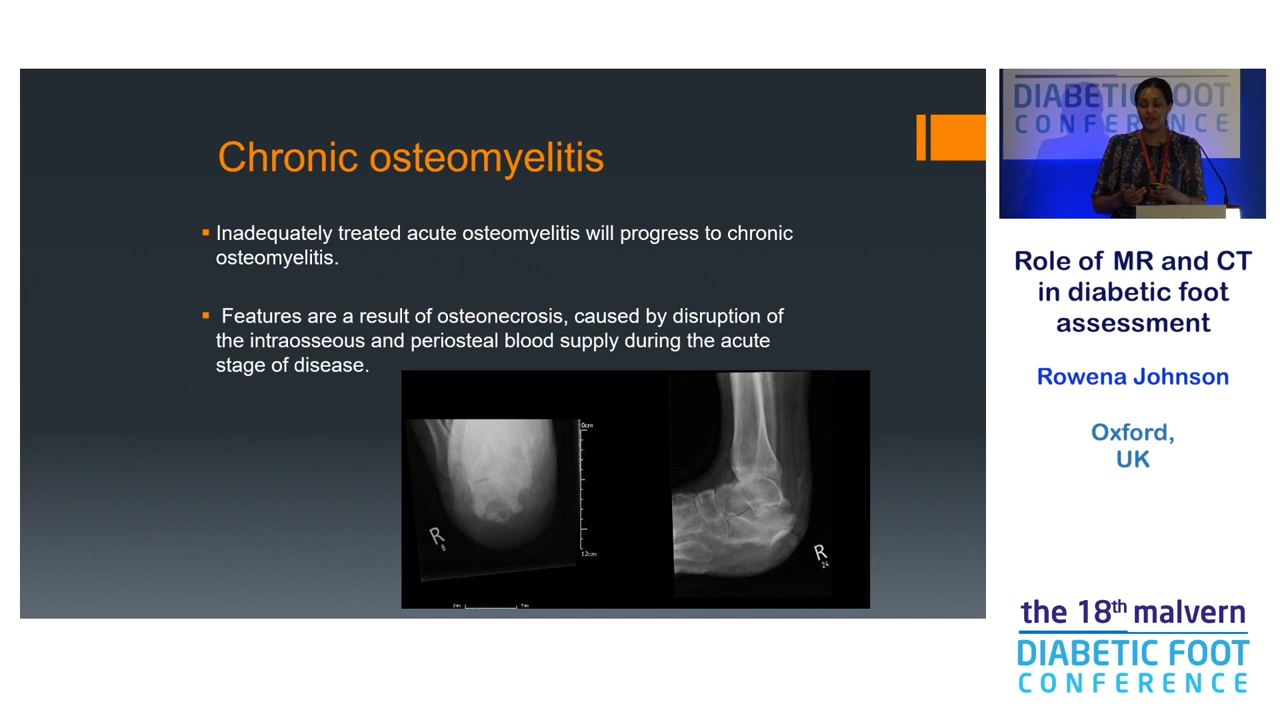 Chronic osteomyelitis
▪ Inadequately treated acute osteomyelitis will progress to chronic
osteomyelitis.
▪ Features are a result of osteonecrosis, caused by disruption of
the intraosseous and periosteal blood supply during the acute
stage of disease.
0cm
12cm
R
R
24
DIABETIC FOOT
CONFERENCE
Role of MR and CT
in diabetic foot
assessment
Rowena Johnson
Oxford,
UK
the 18th malvern
DIABETIC FOOT
CONFERENCE